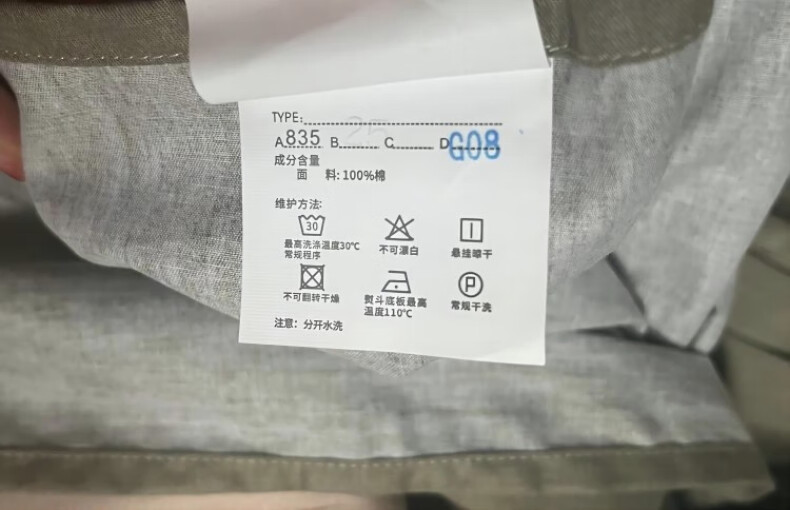 TYPE:
A835 B C D G08
成分含量
面 料: 100%棉
维护方法:
30
最高洗涤温度30℃
常规程序
不可漂白
悬挂晾干
不可翻转干燥
熨斗底板最高
温度110℃
P
常规干洗
注意: 分开水洗